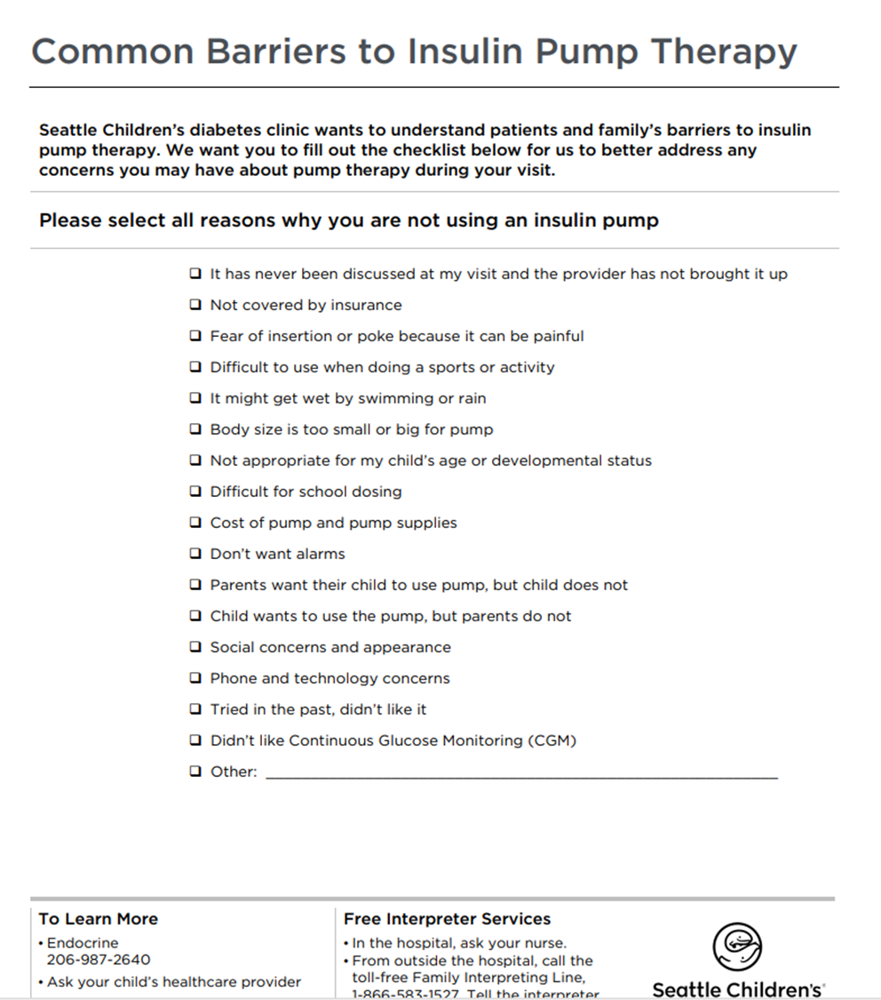 Common Barriers to Insulin Pump Therapy
Seattle Children's diabetes clinic wants to understand patients and family's barriers to insulin
pump therapy. We want you to fill out the checklist below for us to better address any
concerns you may have about pump therapy during your visit.
Please select all reasons why you are not using an insulin pump
❑ It has never been discussed at my visit and the provider has not brought it up
❑ Not covered by insurance
❑ Fear of insertion or poke because it can be painful
❑ Difficult to use when doing a sports or activity
❑ It might get wet by swimming or rain
❑ Body size is too small or big for pump
❑ Not appropriate for my child's age or developmental status
❑ Difficult for school dosing
❑ Cost of pump and pump supplies
❑ Don't want alarms
❑ Parents want their child to use pump, but child does not
❑ Child wants to use the pump, but parents do not
❑ Social concerns and appearance
❑ Phone and technology concerns
❑ Tried in the past, didn't like it
❑ Didn't like Continuous Glucose Monitoring (CGM)
❑ Other: ____________________
To Learn More
• Endocrine
206-987-2640
• Ask your child's healthcare provider
Free Interpreter Services
• In the hospital, ask your nurse.
• From outside the hospital, call the
toll-free Family Interpreting Line,
1-866-583-1527. Tell the interpreter
Seattle Children's®